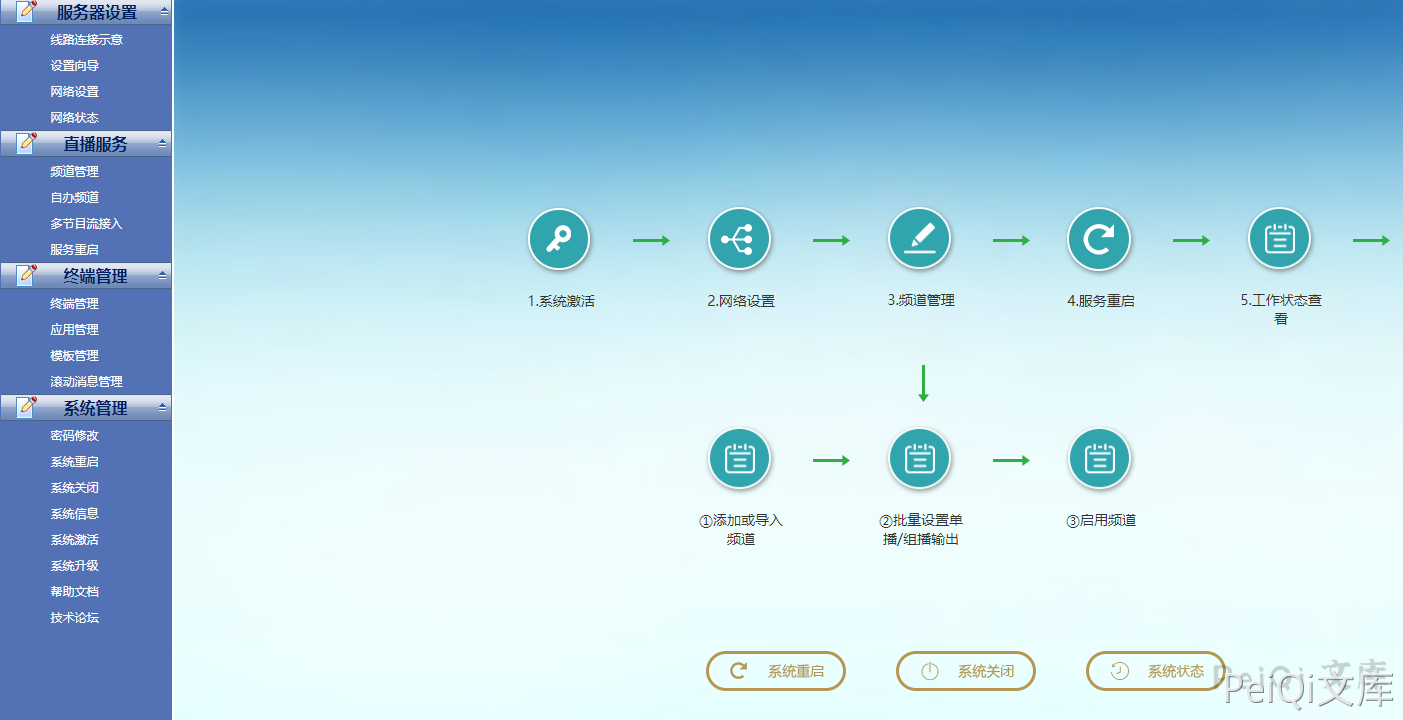 服务器设置
线路连接示意
设置向导
网络设置
网络状态
直播服务
频道管理
自办频道
多节目流接入
服务重启
终端管理
终端管理
应用管理
模板管理
滚动消息管理
系统管理
密码修改
系统重启
系统关闭
系统信息
系统激活
系统升级
帮助文档
技术论坛
1.系统激活
2.网络设置
3.频道管理
4.服务重启
5.工作状态查
看
①添加或导入
频道
②批量设置单
播/组播输出
③启用频道
系统重启
系统关闭
系统状态
PeiQi 文库
PeiQi文库